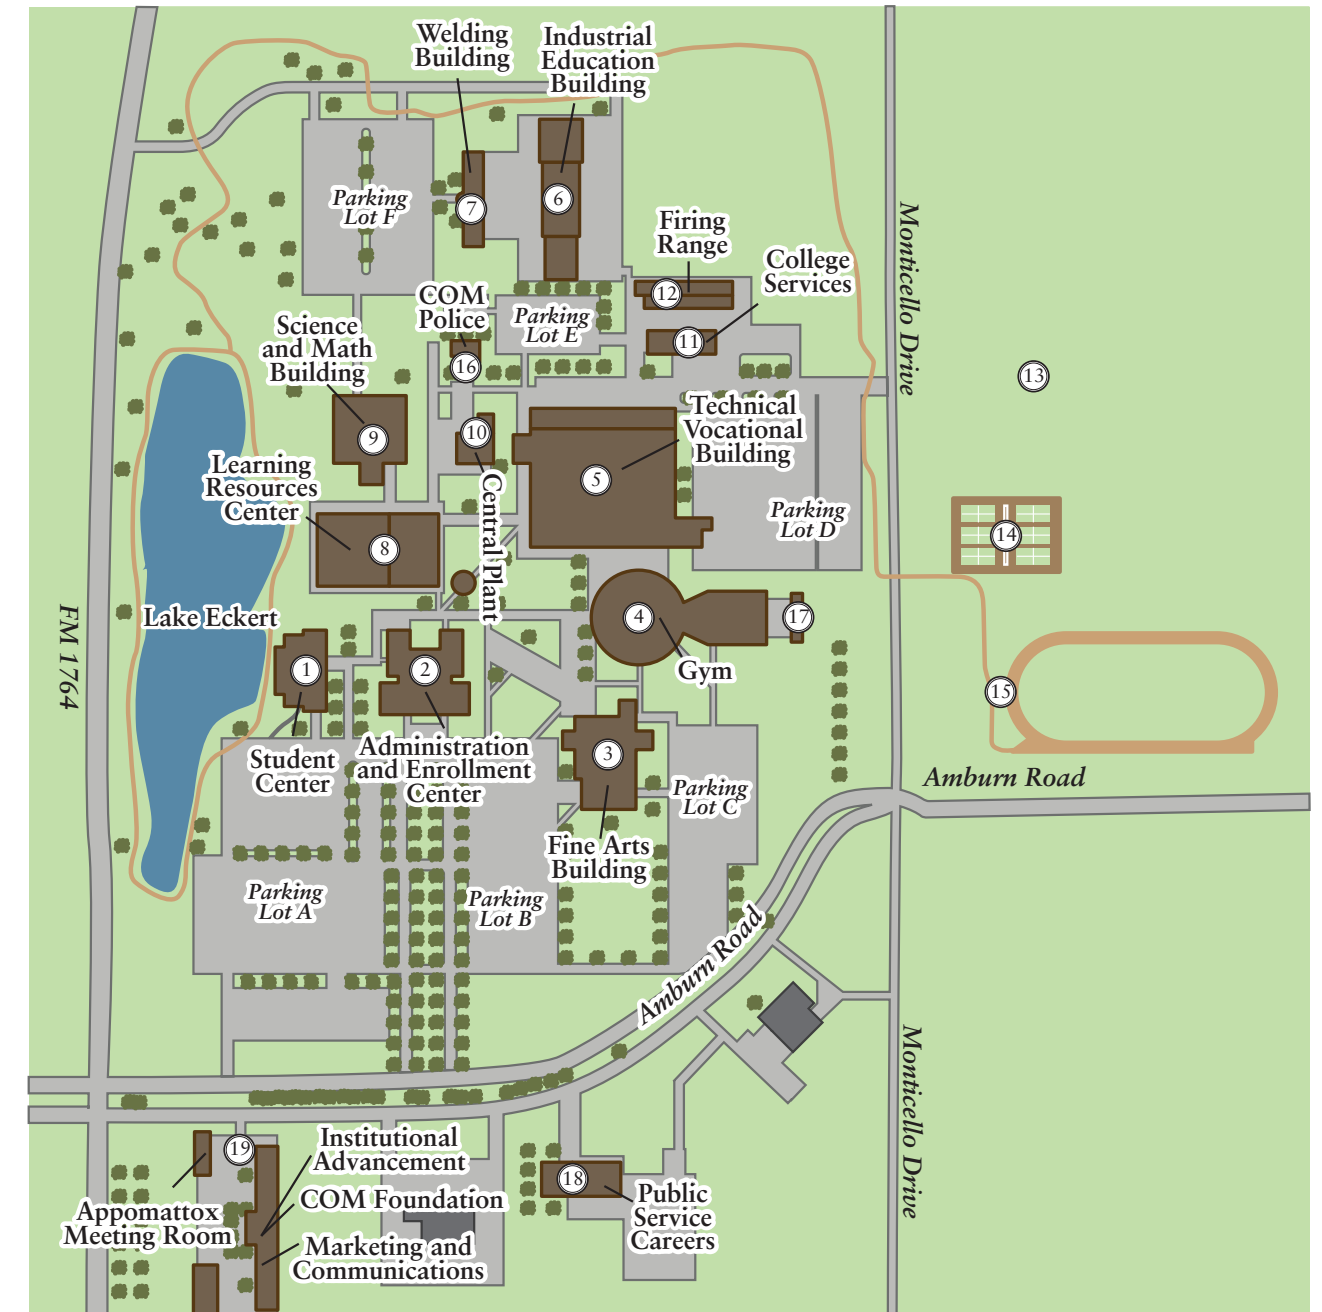 Welding
Building
Industrial
Education
Building
Parking
Lot F
7
6
Firing
Range
College
Services
Monticello Drive
12
COM
Police
Parking
Lot E
11
Science
and Math
Building
16
13
Technical
Vocational
Building
9
10
Learning
Resources
Center
5
Central Plant
Parking
Lot D
14
8
FM 1764
Lake Eckert
4
17
1
2
Gym
15
Student
Center
Administration
and Enrollment
Center
3
Parking
Lot C
Amburn Road
Fine Arts
Building
Parking
Lot A
Parking
Lot B
Amburn Road
Monticello Drive
19
Institutional
Advancement
18
COM Foundation
Public
Service
Careers
Appomattox
Meeting Room
Marketing and
Communications